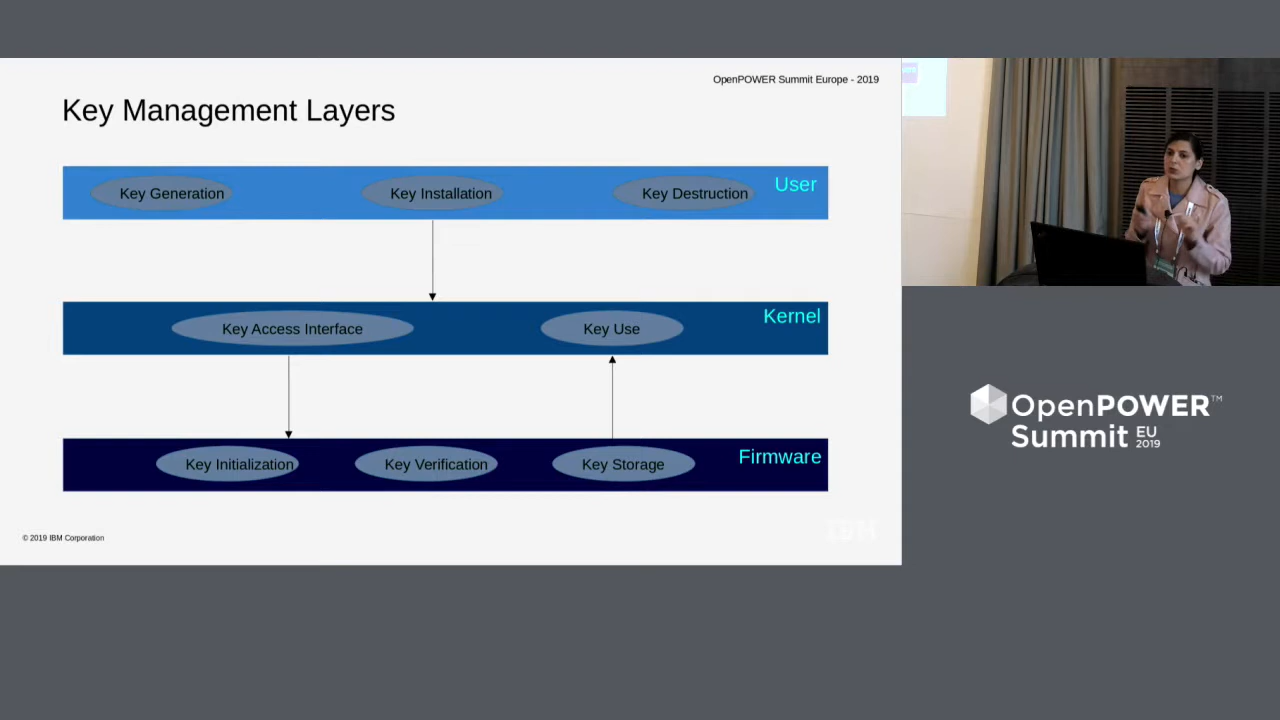 OpenPOWER Summit Europe - 2019
Key Management Layers
User
Key Generation
Key Installation
Key Destruction
Kernel
Key Access Interface
Key Use
Firmware
Key Initialization
Key Verification
Key Storage
© 2019 IBM Corporation
IBM
OpenPOWER™
Summit EU 2019